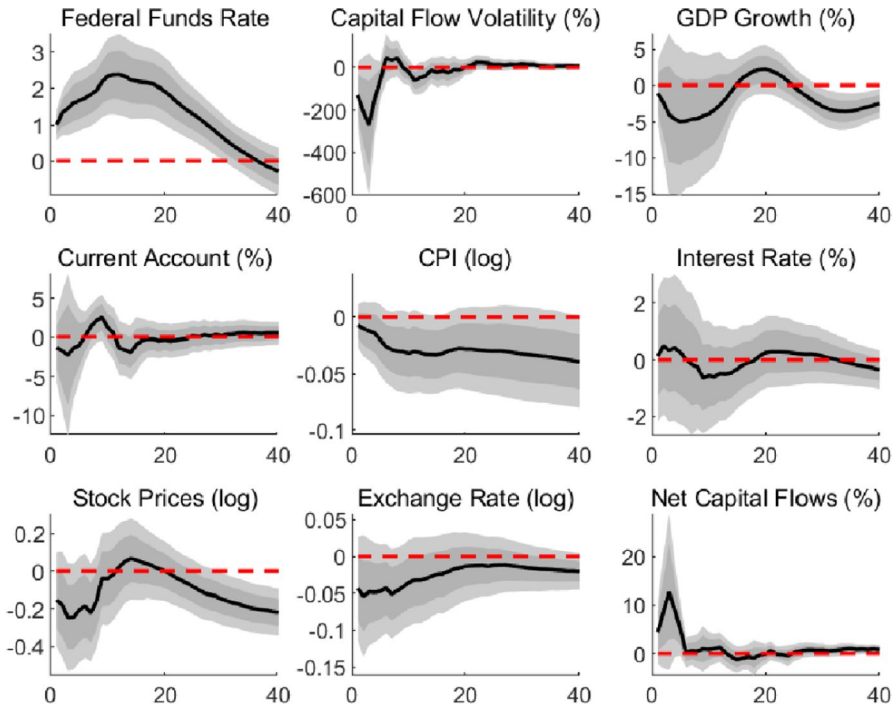 Federal Funds Rate
3
2
1
0
0 20 40
Capital Flow Volatility (%)
0
-200
-400
-600
0 20 40
GDP Growth (%)
5
0
-5
-10
-15
0 20 40
Current Account (%)
5
0
-5
-10
0 20 40
CPI (log)
0
-0.05
-0.1
0 20 40
Interest Rate (%)
2
0
-2
0 20 40
Stock Prices (log)
0.2
0
-0.2
-0.4
0 20 40
Exchange Rate (log)
0.05
0
-0.05
-0.1
-0.15
0 20 40
Net Capital Flows (%)
20
10
0
0 20 40